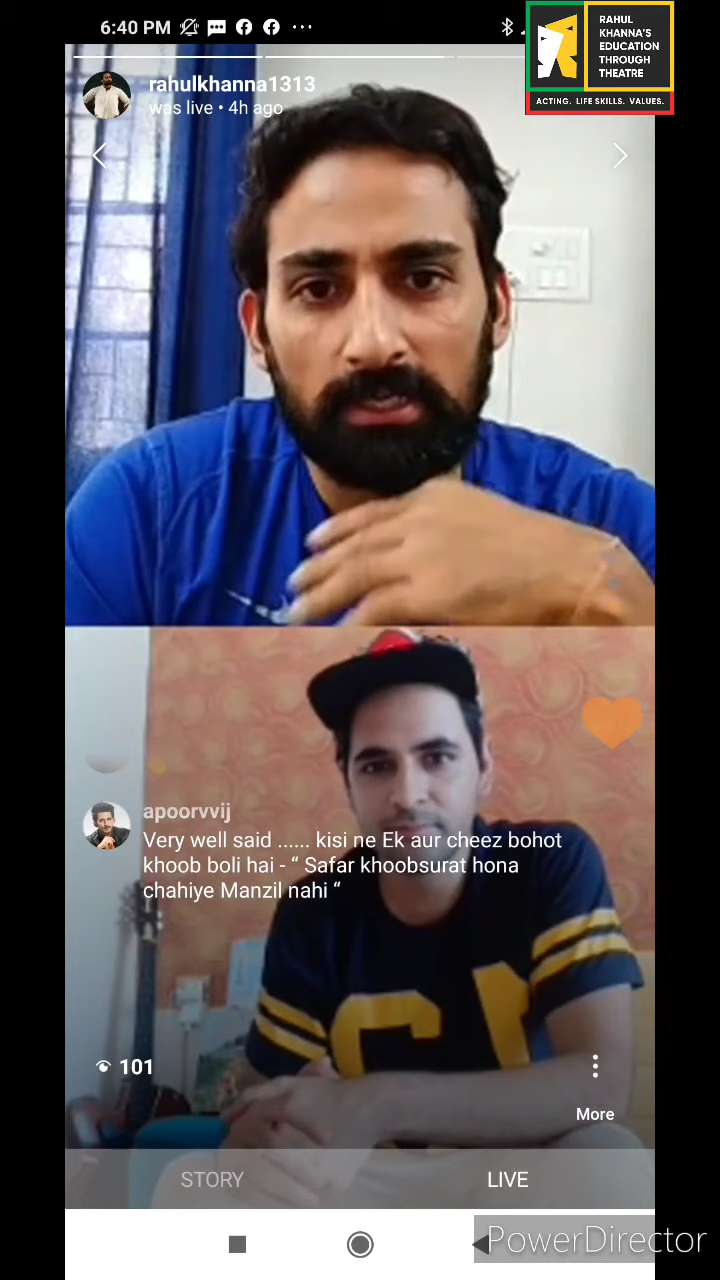 6:40 PM
RAHUL
KHANNA'S
EDUCATION
THROUGH
THEATRE
ACTING. LIFE SKILLS. VALUES.
rahulkhanna1313
was live • 4h ago
apoorvvij
Very well said ...... kisi ne Ek aur cheez bohot
khoob boli hai - “ Safar khoobsurat hona
chahiye Manzil nahi “
101
More
STORY
LIVE
PowerDirector